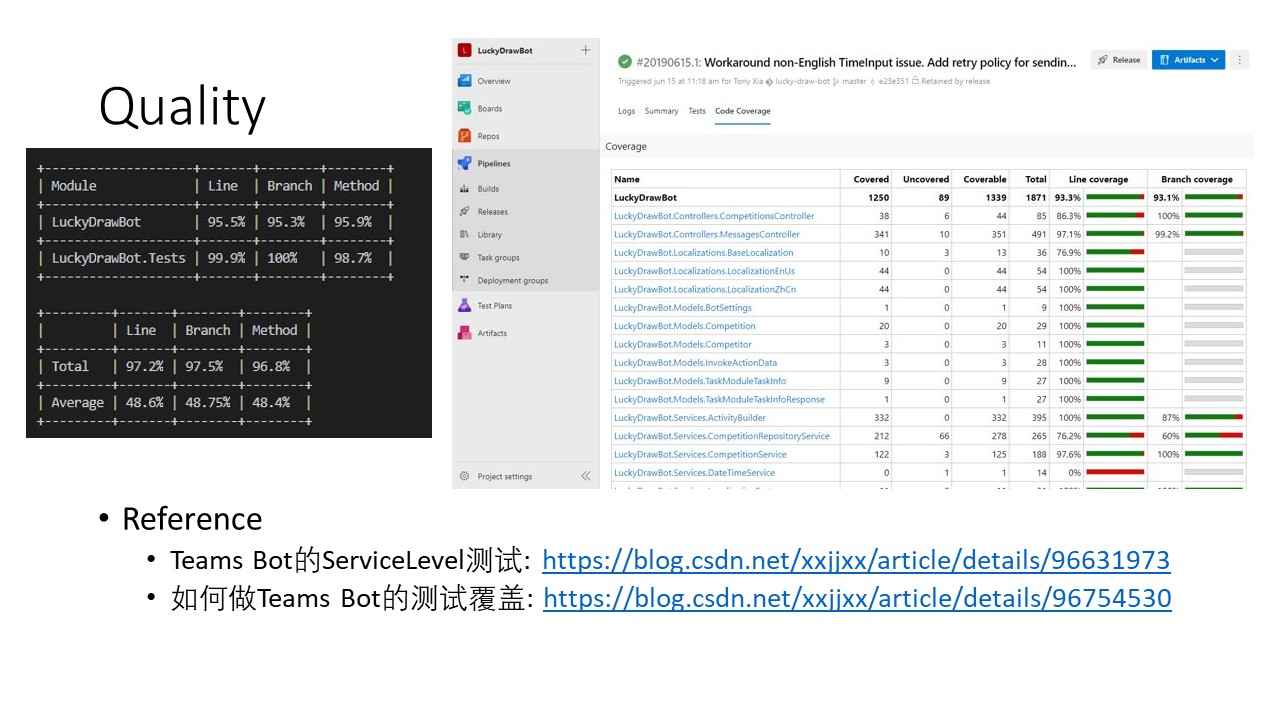 Quality
+---------------------+-------+--------+--------+
| Module | Line | Branch | Method |
+---------------------+-------+--------+--------+
| LuckyDrawBot | 95.5% | 95.3% | 95.9% |
+---------------------+-------+--------+--------+
| LuckyDrawBot.Tests | 99.9% | 100% | 98.7% |
+---------------------+-------+--------+--------+
+---------+-------+--------+--------+
| | Line | Branch | Method |
+---------+-------+--------+--------+
| Total | 97.2% | 97.5% | 96.8% |
+---------+-------+--------+--------+
| Average | 48.6% | 48.75% | 48.4% |
+---------+-------+--------+--------+
L LuckyDrawBot +
Overview
Boards
Repos
Pipelines
Builds
Releases
Library
Task groups
Deployment groups
Test Plans
Artifacts
Project settings
#20190615.1: Workaround non-English TimeInput issue. Add retry policy for sendin...
Release
Artifacts
Triggered jun 15 at 11:18 am for Tony Xia lucky-draw-bot master e23e351 Retained by release
Logs Summary Tests Code Coverage
Coverage
Name Covered Uncovered Coverable Total Line coverage Branch coverage
LuckyDrawBot 1250 89 1339 1871 93.3% 93.1%
LuckyDrawBot.Controllers.CompetitionsController 38 6 44 85 86.3% 100%
LuckyDrawBot.Controllers.MessagesController 341 10 351 491 97.1% 99.2%
LuckyDrawBot.Localizations.BaseLocalization 10 3 13 36 76.9%
LuckyDrawBot.Localizations.LocalizationEnUs 44 0 44 54 100%
LuckyDrawBot.Localizations.LocalizationZhCn 44 0 44 54 100%
LuckyDrawBot.Models.BotSettings 1 0 1 9 100%
LuckyDrawBot.Models.Competition 20 0 20 29 100%
LuckyDrawBot.Models.Competitor 3 0 3 11 100%
LuckyDrawBot.Models.InvokeActionData 3 0 3 28 100%
LuckyDrawBot.Models.TaskModuleTaskInfo 9 0 9 27 100%
LuckyDrawBot.Models.TaskModuleTaskInfoResponse 1 0 1 27 100%
LuckyDrawBot.Services.ActivityBuilder 332 0 332 395 100% 87%
LuckyDrawBot.Services.CompetitionRepositoryService 212 66 278 265 76.2% 60%
LuckyDrawBot.Services.CompetitionService 122 3 125 188 97.6% 100%
LuckyDrawBot.Services.DateTimeService 0 1 1 14 0%
• Reference
• Teams Bot的ServiceLevel测试: https://blog.csdn.net/xxjjxx/article/details/96631973
• 如何做Teams Bot的测试覆盖: https://blog.csdn.net/xxjjxx/article/details/96754530